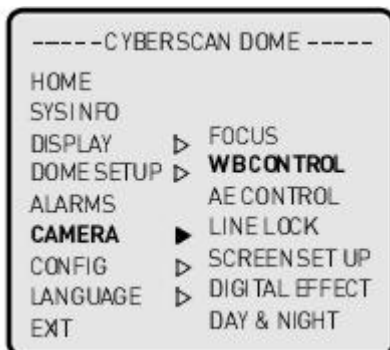 -----CYBERSCAN DOME-----
HOME
SYSINFO
DISPLAY
DOME SETUP
ALARMS
CAMERA
CONFIG
LANGUAGE
EXIT
FOCUS
WB CONTROL
AE CONTROL
LINE LOCK
SCREEN SET UP
DIGITAL EFFECT
DAY & NIGHT